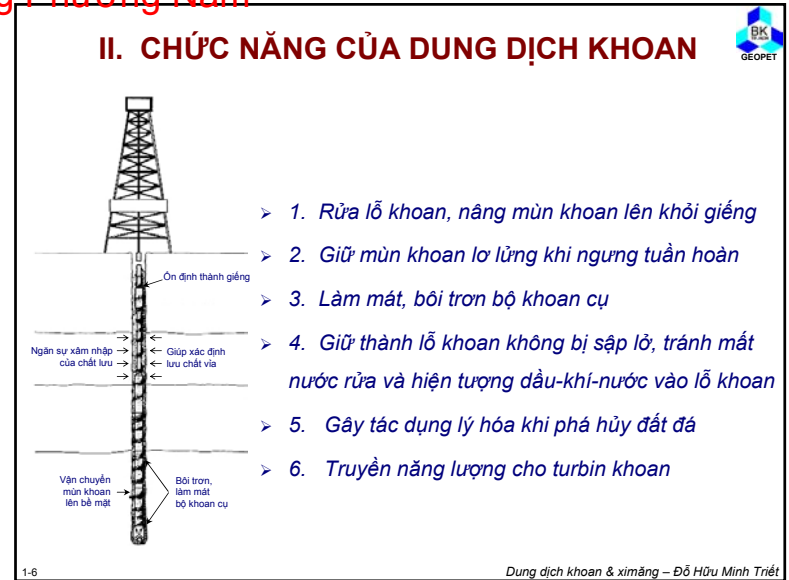 g Phương Nam
II. CHỨC NĂNG CỦA DUNG DỊCH KHOAN
BK
TP.HCM
GEOPET
1. Rửa lỗ khoan, nâng mùn khoan lên khỏi giếng
2. Giữ mùn khoan lơ lửng khi ngưng tuần hoàn
3. Làm mát, bôi trơn bộ khoan cụ
4. Giữ thành lỗ khoan không bị sập lở, tránh mất
nước rửa và hiện tượng dầu-khí-nước vào lỗ khoan
5. Gây tác dụng lý hóa khi phá hủy đất đá
6. Truyền năng lượng cho turbin khoan
Ổn định thành giếng
Ngăn sự xâm nhập
của chất lưu
Giúp xác định
lưu chất vỉa
Vận chuyển
mùn khoan
lên bề mặt
Bôi trơn,
làm mát
bộ khoan cụ
1-6
Dung dịch khoan & ximăng – Đỗ Hữu Minh Triết